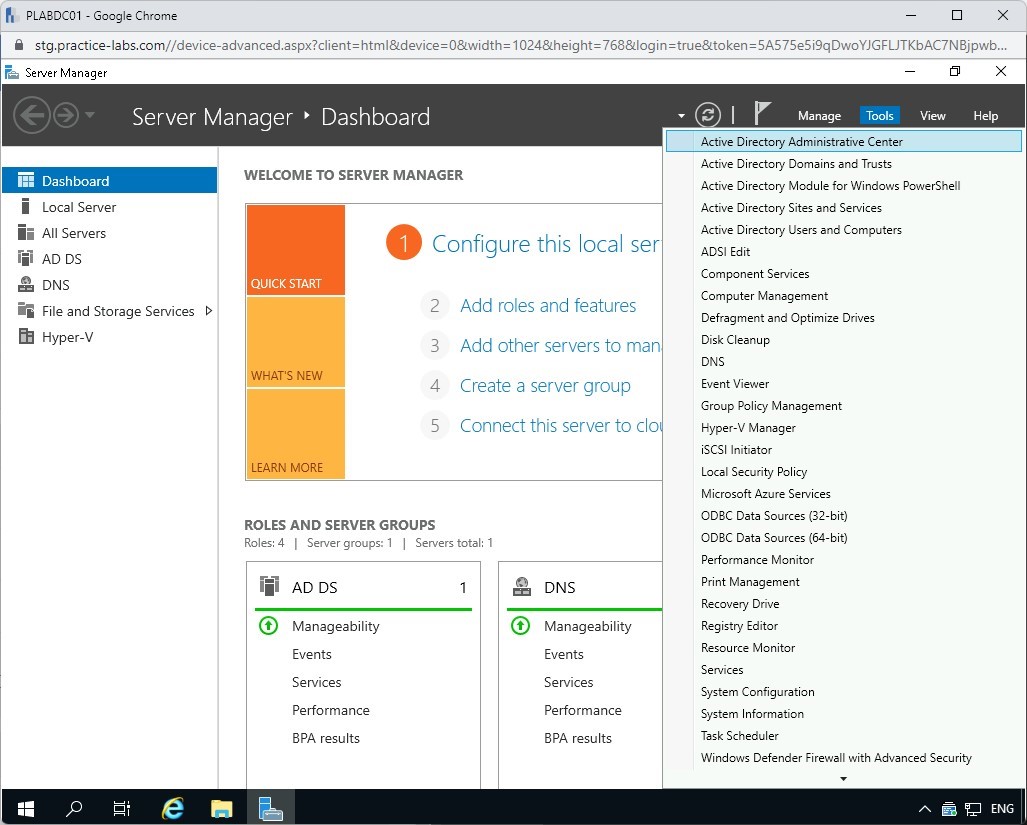 PLABDC01 - Google Chrome
stg.practice-labs.com//device-advanced.aspx?client=html&device=0&width=1024&height=768&login=true&token=5A575e5i9qDwoYJGFLJTKbAC7NBjpwb...
Server Manager
Server Manager ‣ Dashboard
Manage Tools View Help
Dashboard
Local Server
All Servers
AD DS
DNS
File and Storage Services
Hyper-V
WELCOME TO SERVER MANAGER
QUICK START
WHAT'S NEW
LEARN MORE
1 Configure this local ser
2 Add roles and features
3 Add other servers to mana
4 Create a server group
5 Connect this server to clou
ROLES AND SERVER GROUPS
Roles: 4 | Server groups: 1 | Servers total: 1
AD DS 1
Manageability
Events
Services
Performance
BPA results
DNS
Manageability
Events
Services
Performance
BPA results
Active Directory Administrative Center
Active Directory Domains and Trusts
Active Directory Module for Windows PowerShell
Active Directory Sites and Services
Active Directory Users and Computers
ADSI Edit
Component Services
Computer Management
Defragment and Optimize Drives
Disk Cleanup
DNS
Event Viewer
Group Policy Management
Hyper-V Manager
iSCSI Initiator
Local Security Policy
Microsoft Azure Services
ODBC Data Sources (32-bit)
ODBC Data Sources (64-bit)
Performance Monitor
Print Management
Recovery Drive
Registry Editor
Resource Monitor
Services
System Configuration
System Information
Task Scheduler
Windows Defender Firewall with Advanced Security
ENG